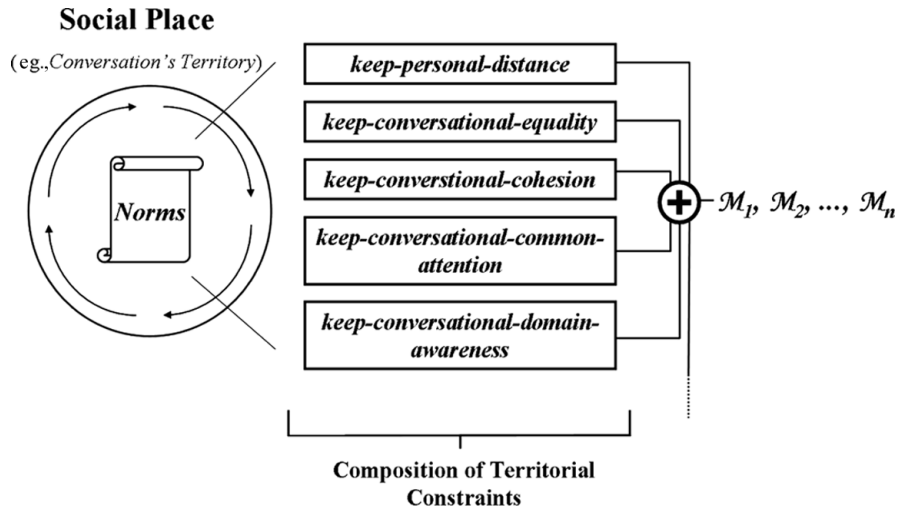 Social Place
(eg.,Conversation's Territory)
Norms
keep-personal-distance
keep-conversational-equality
keep-converstional-cohesion
keep-conversational-common-
attention
keep-conversational-domain-
awareness
M1, M2, ..., Mn
Composition of Territorial
Constraints